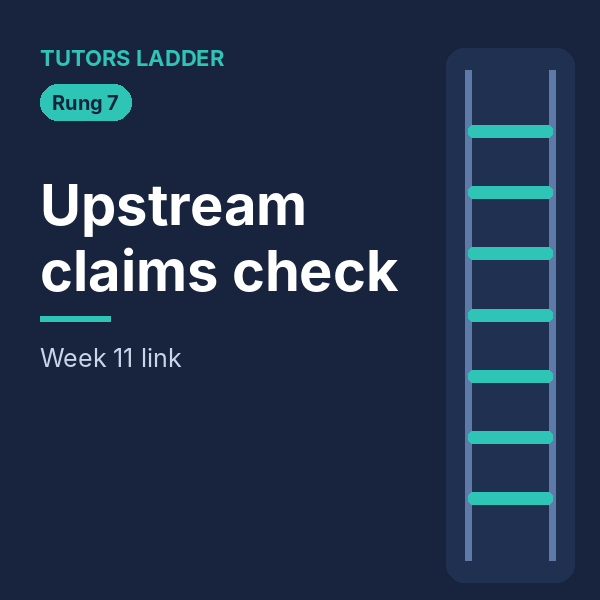 TUTORS LADDER
Rung 7
Upstream
claims check
Week 11 link